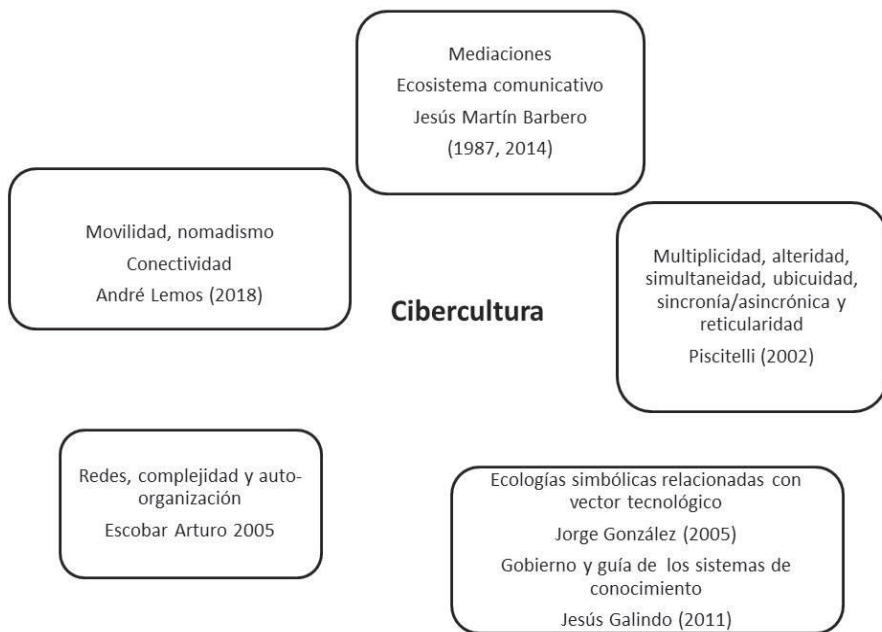 Mediaciones
Ecosistema comunicativo
Jesús Martín Barbero
(1987, 2014)
Movilidad, nomadismo
Conectividad
André Lemos (2018)
Multiplicidad, alteridad,
simultaneidad, ubicuidad,
sincronía/asincrónica y
reticularidad
Piscitelli (2002)
Cibercultura
Redes, complejidad y auto-
organización
Escobar Arturo 2005
Ecologías simbólicas relacionadas con
vector tecnológico
Jorge González (2005)
Gobierno y guía de los sistemas de
conocimiento
Jesús Galindo (2011)